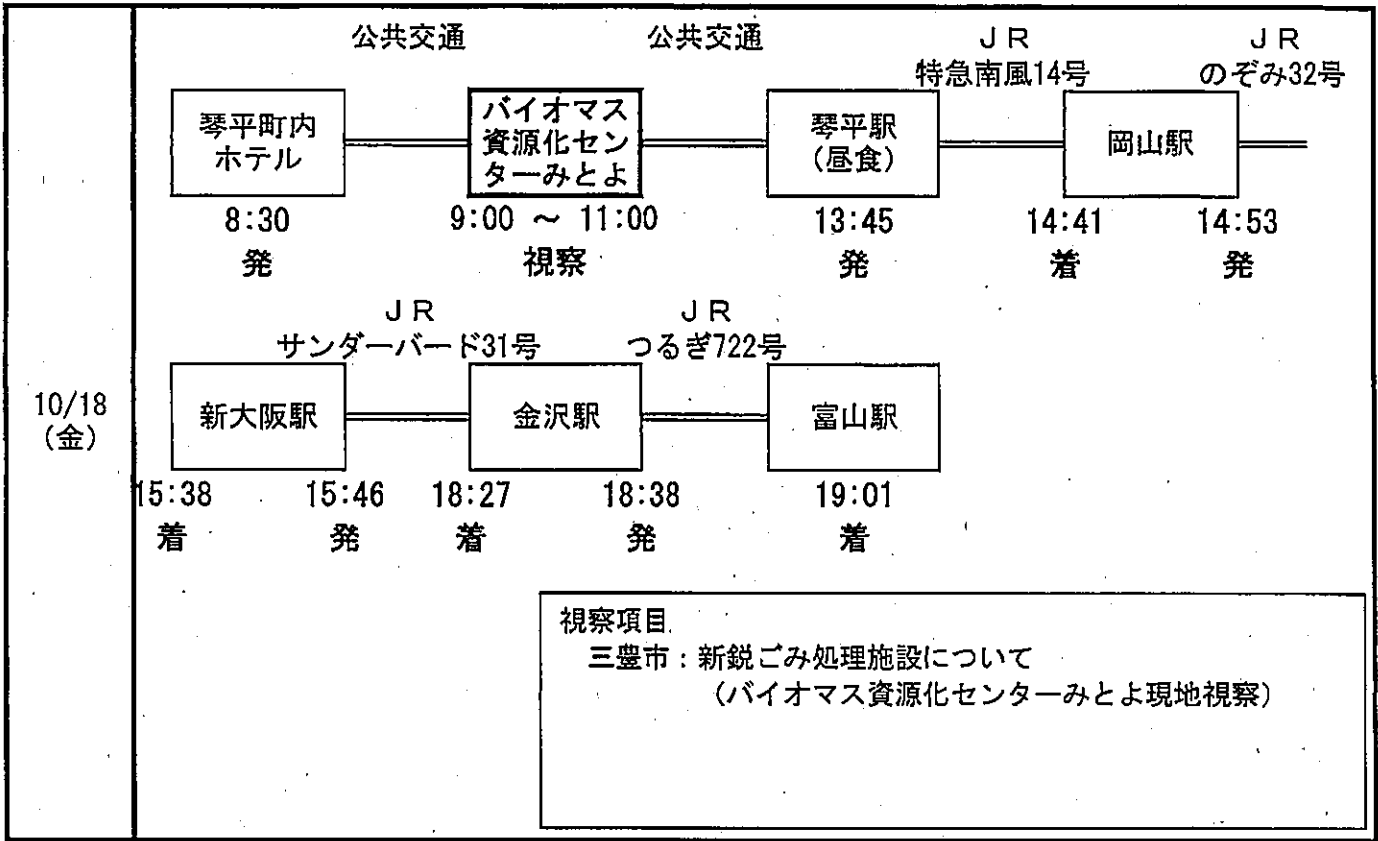 公共交通 公共交通 ＪＲ ＪＲ
特急南風14号 のぞみ32号
琴平町内
ホテル
バイオマス
資源化セン
ターみとよ
琴平駅
(昼食)
岡山駅
8:30 9:00 ～ 11:00 13:45 14:41 14:53
発 視察 発 着 発
ＪＲ ＪＲ
サンダーバード31号 つるぎ722号
10/18
(金)
新大阪駅 金沢駅 富山駅
15:38 15:46 18:27 18:38 19:01
着 発 着 発 着
視察項目
三豊市：新鋭ごみ処理施設について
(バイオマス資源化センターみとよ現地視察)